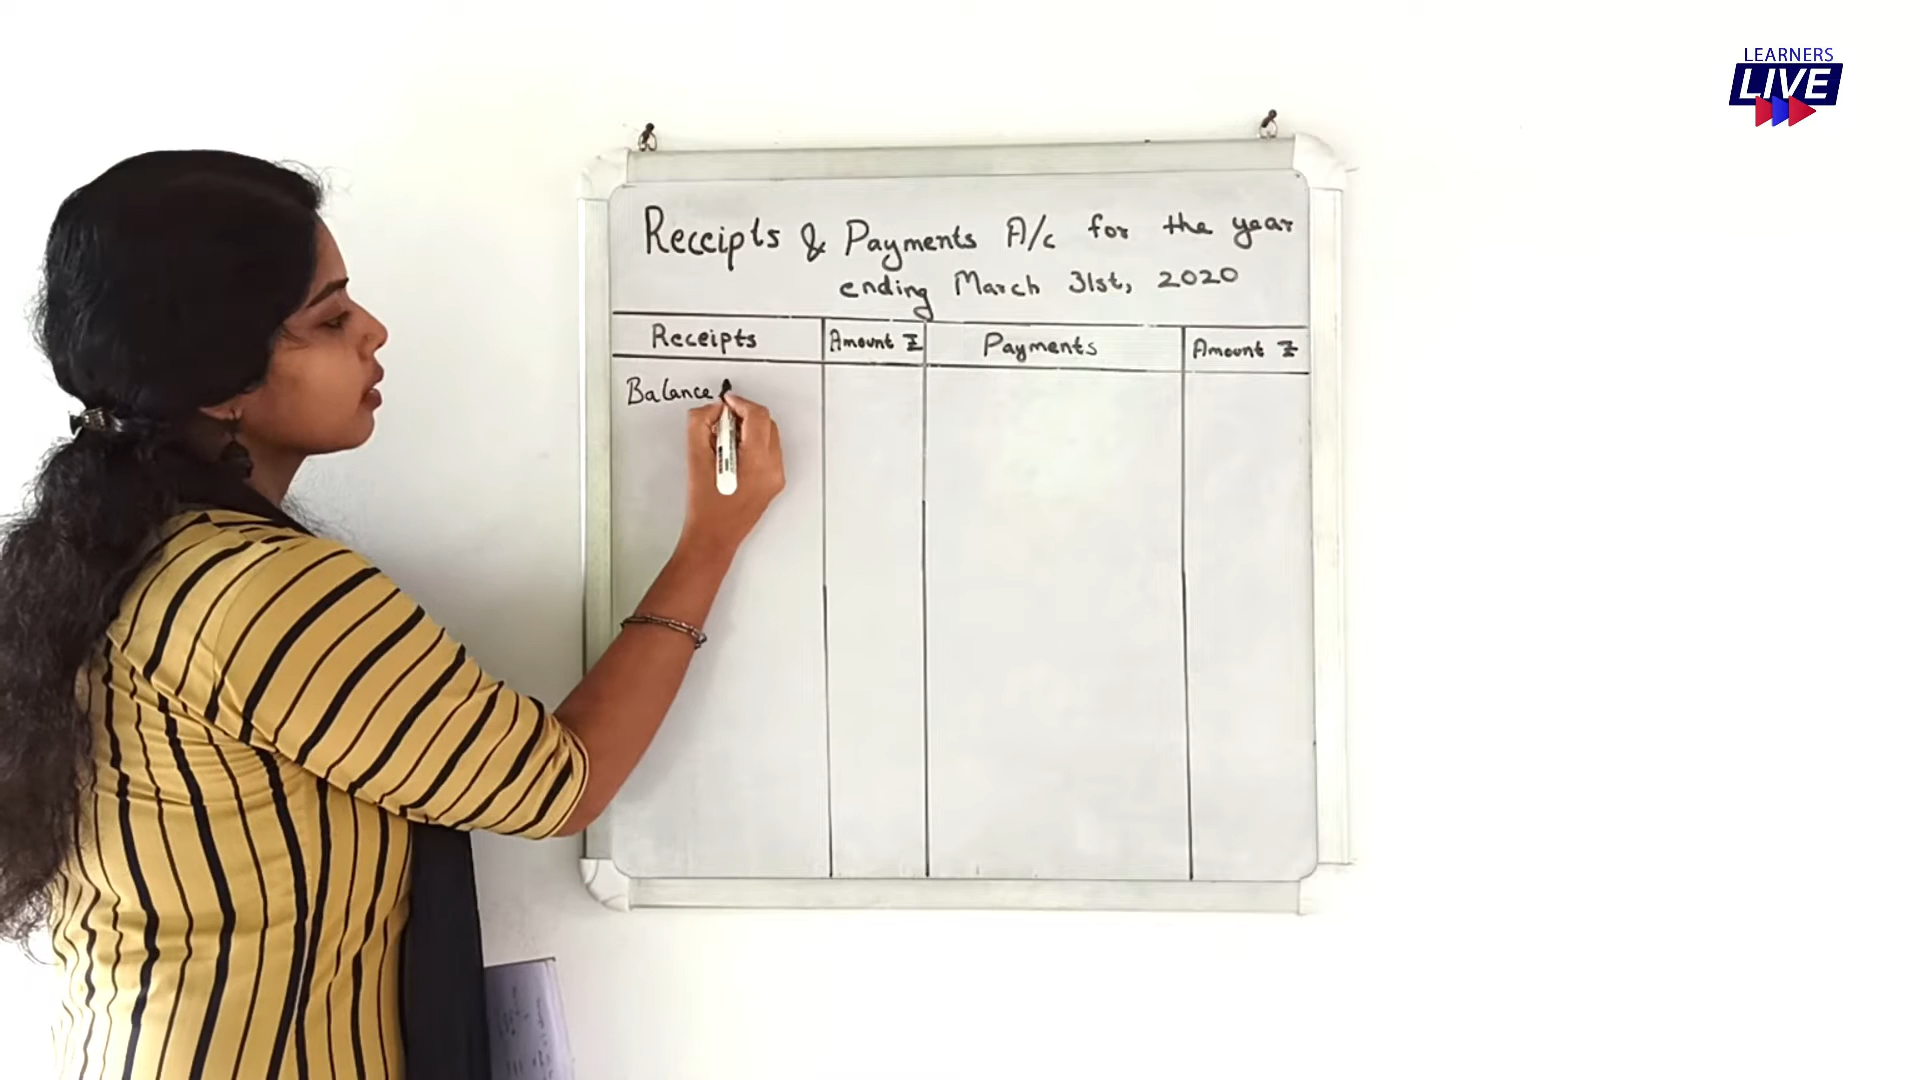 LEARNERS
LIVE
Receipts & Payments A/c for the year
ending March 31st, 2020
Receipts Amount ₹ Payments Amount ₹
Balance